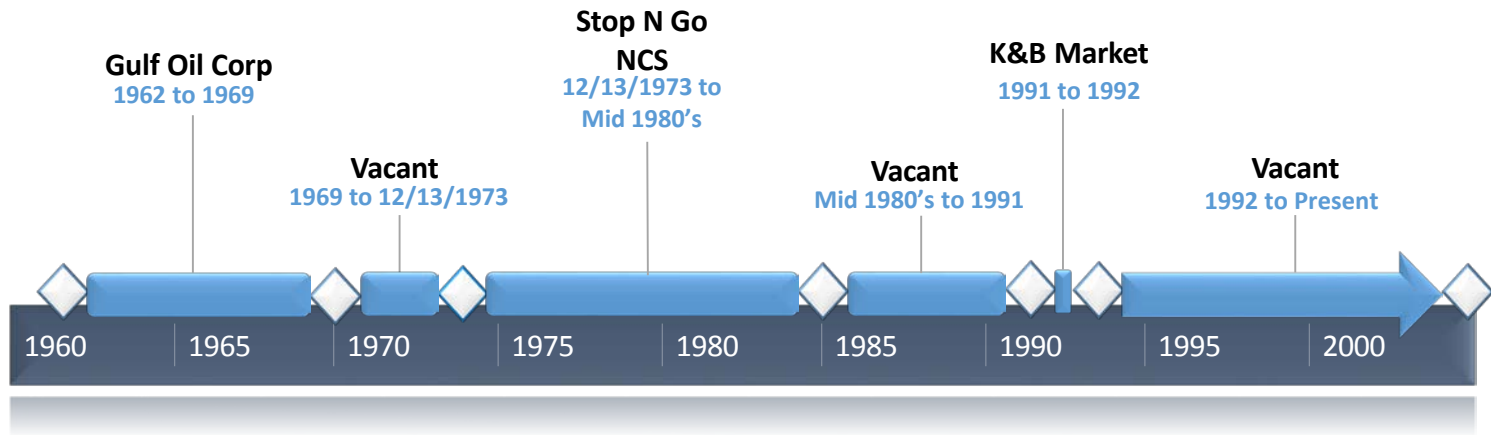 Gulf Oil Corp
1962 to 1969
Vacant
1969 to 12/13/1973
Stop N Go
NCS
12/13/1973 to
Mid 1980’s
Vacant
Mid 1980’s to 1991
K&B Market
1991 to 1992
Vacant
1992 to Present
1960 1965 1970 1975 1980 1985 1990 1995 2000